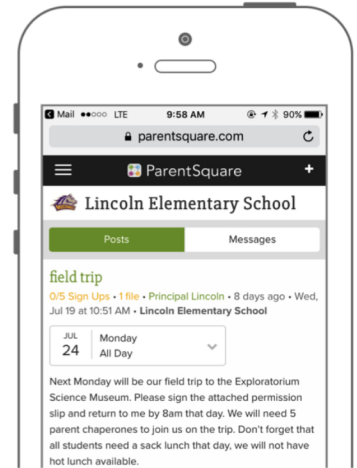 Mail LTE 9:58 AM 90%
parentsquare.com
ParentSquare +
Lincoln Elementary School
Posts Messages
field trip
0/5 Sign Ups • 1 file • Principal Lincoln • 8 days ago • Wed,
Jul 19 at 10:51 AM • Lincoln Elementary School
JUL Monday
24 All Day
Next Monday will be our field trip to the Exploratorium
Science Museum. Please sign the attached permission
slip and return to me by 8am that day. We will need 5
parent chaperones to join us on the trip. Don't forget that
all students need a sack lunch that day, we will not have
hot lunch available.